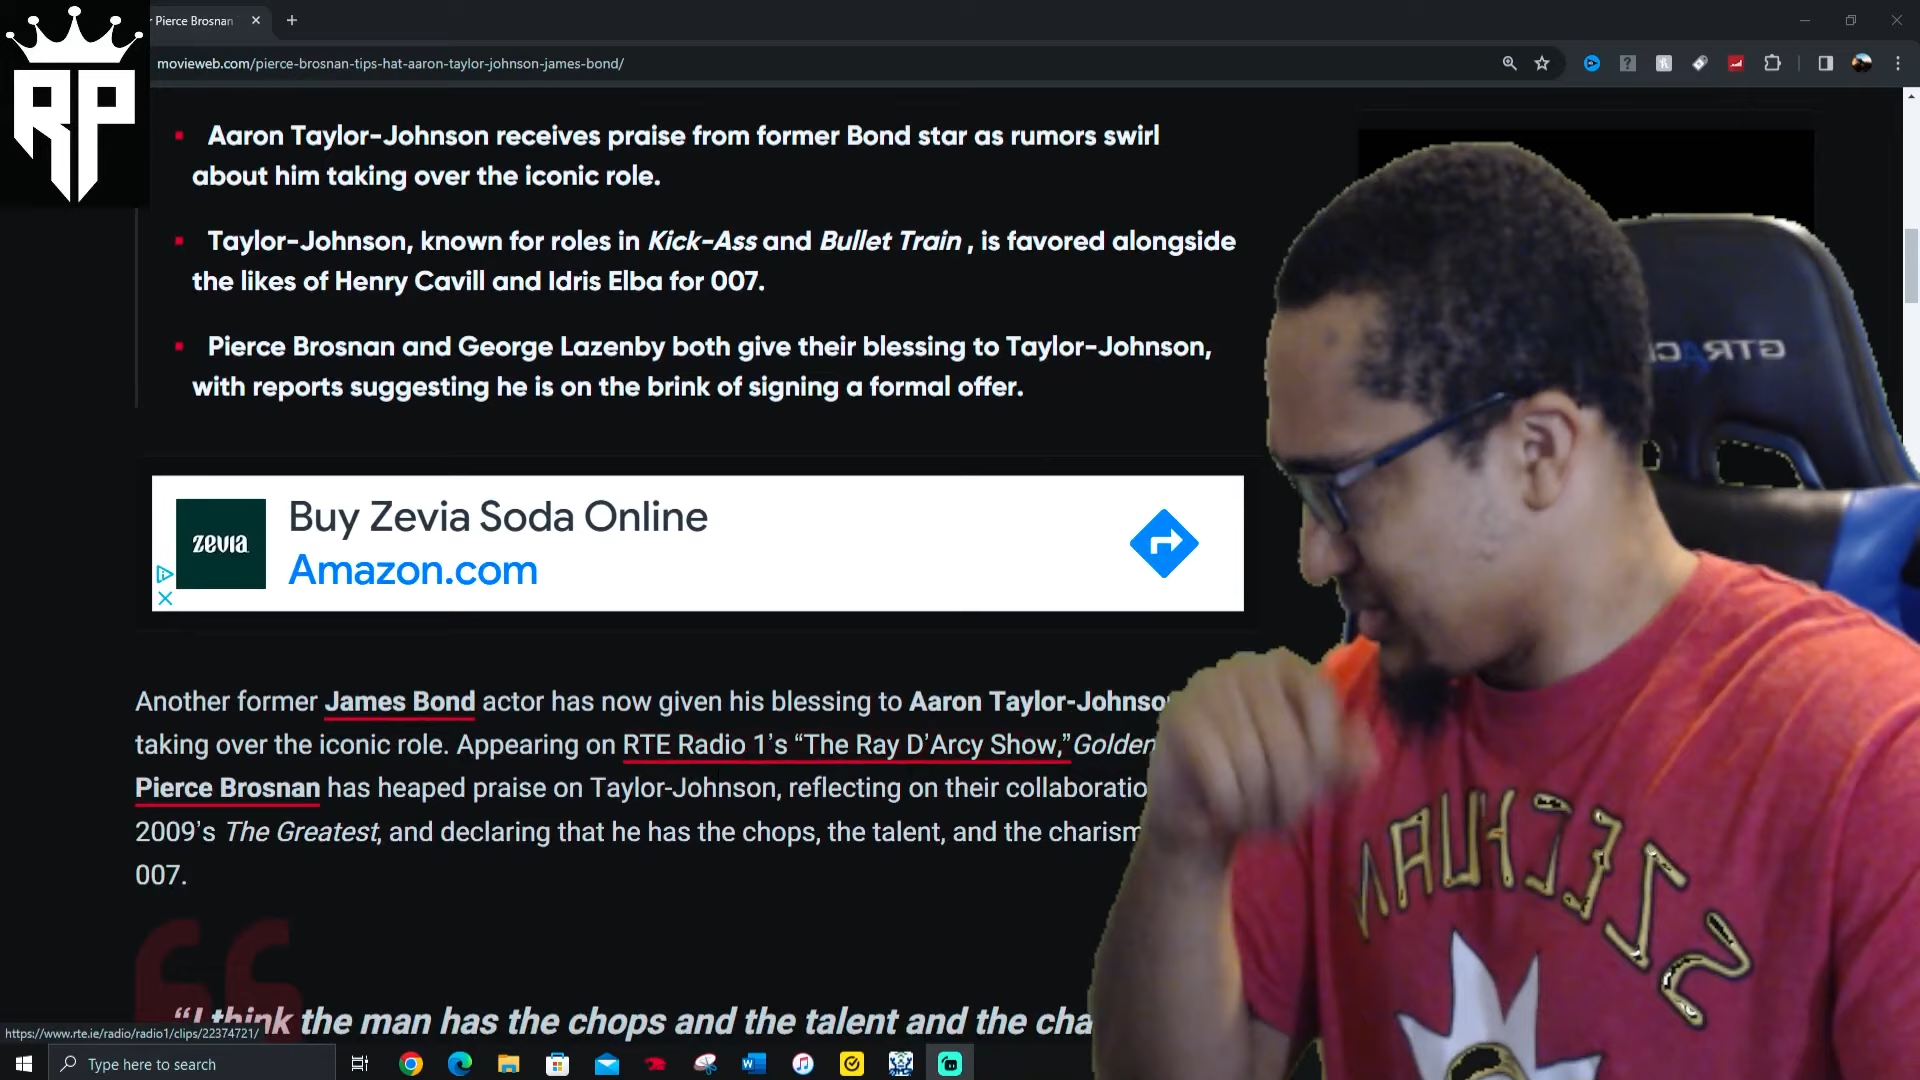 RP
Pierce Brosnan
movieweb.com/pierce-brosnan-tips-hat-aaron-taylor-johnson-james-bond/
Aaron Taylor-Johnson receives praise from former Bond star as rumors swirl
about him taking over the iconic role.
Taylor-Johnson, known for roles in Kick-Ass and Bullet Train , is favored alongside
the likes of Henry Cavill and Idris Elba for 007.
Pierce Brosnan and George Lazenby both give their blessing to Taylor-Johnson,
with reports suggesting he is on the brink of signing a formal offer.
zevia
Buy Zevia Soda Online
Amazon.com
Another former James Bond actor has now given his blessing to Aaron Taylor-Johnso
taking over the iconic role. Appearing on RTE Radio 1’s “The Ray D’Arcy Show,” Golden
Pierce Brosnan has heaped praise on Taylor-Johnson, reflecting on their collaboratio
2009’s The Greatest, and declaring that he has the chops, the talent, and the charism
007.
“I think the man has the chops and the talent and the cha
https://www.rte.ie/radio/radio1/clips/22374721/
Type here to search